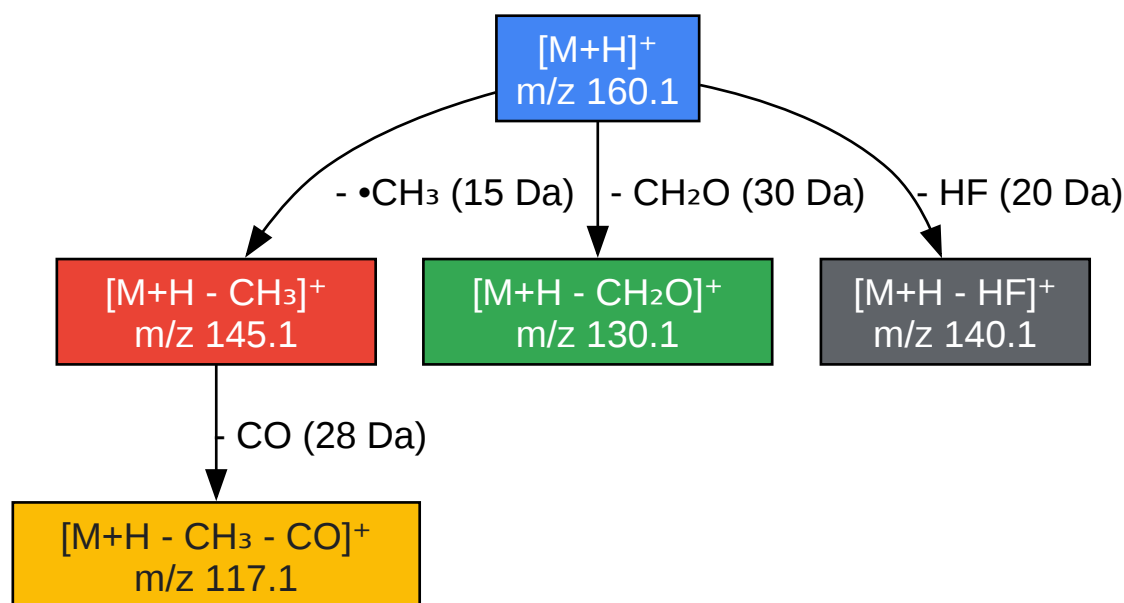 [M+H]⁺
m/z 160.1
- •CH₃ (15 Da)
- CH₂O (30 Da)
- HF (20 Da)
[M+H - CH₃]⁺
m/z 145.1
[M+H - CH₂O]⁺
m/z 130.1
[M+H - HF]⁺
m/z 140.1
- CO (28 Da)
[M+H - CH₃ - CO]⁺
m/z 117.1